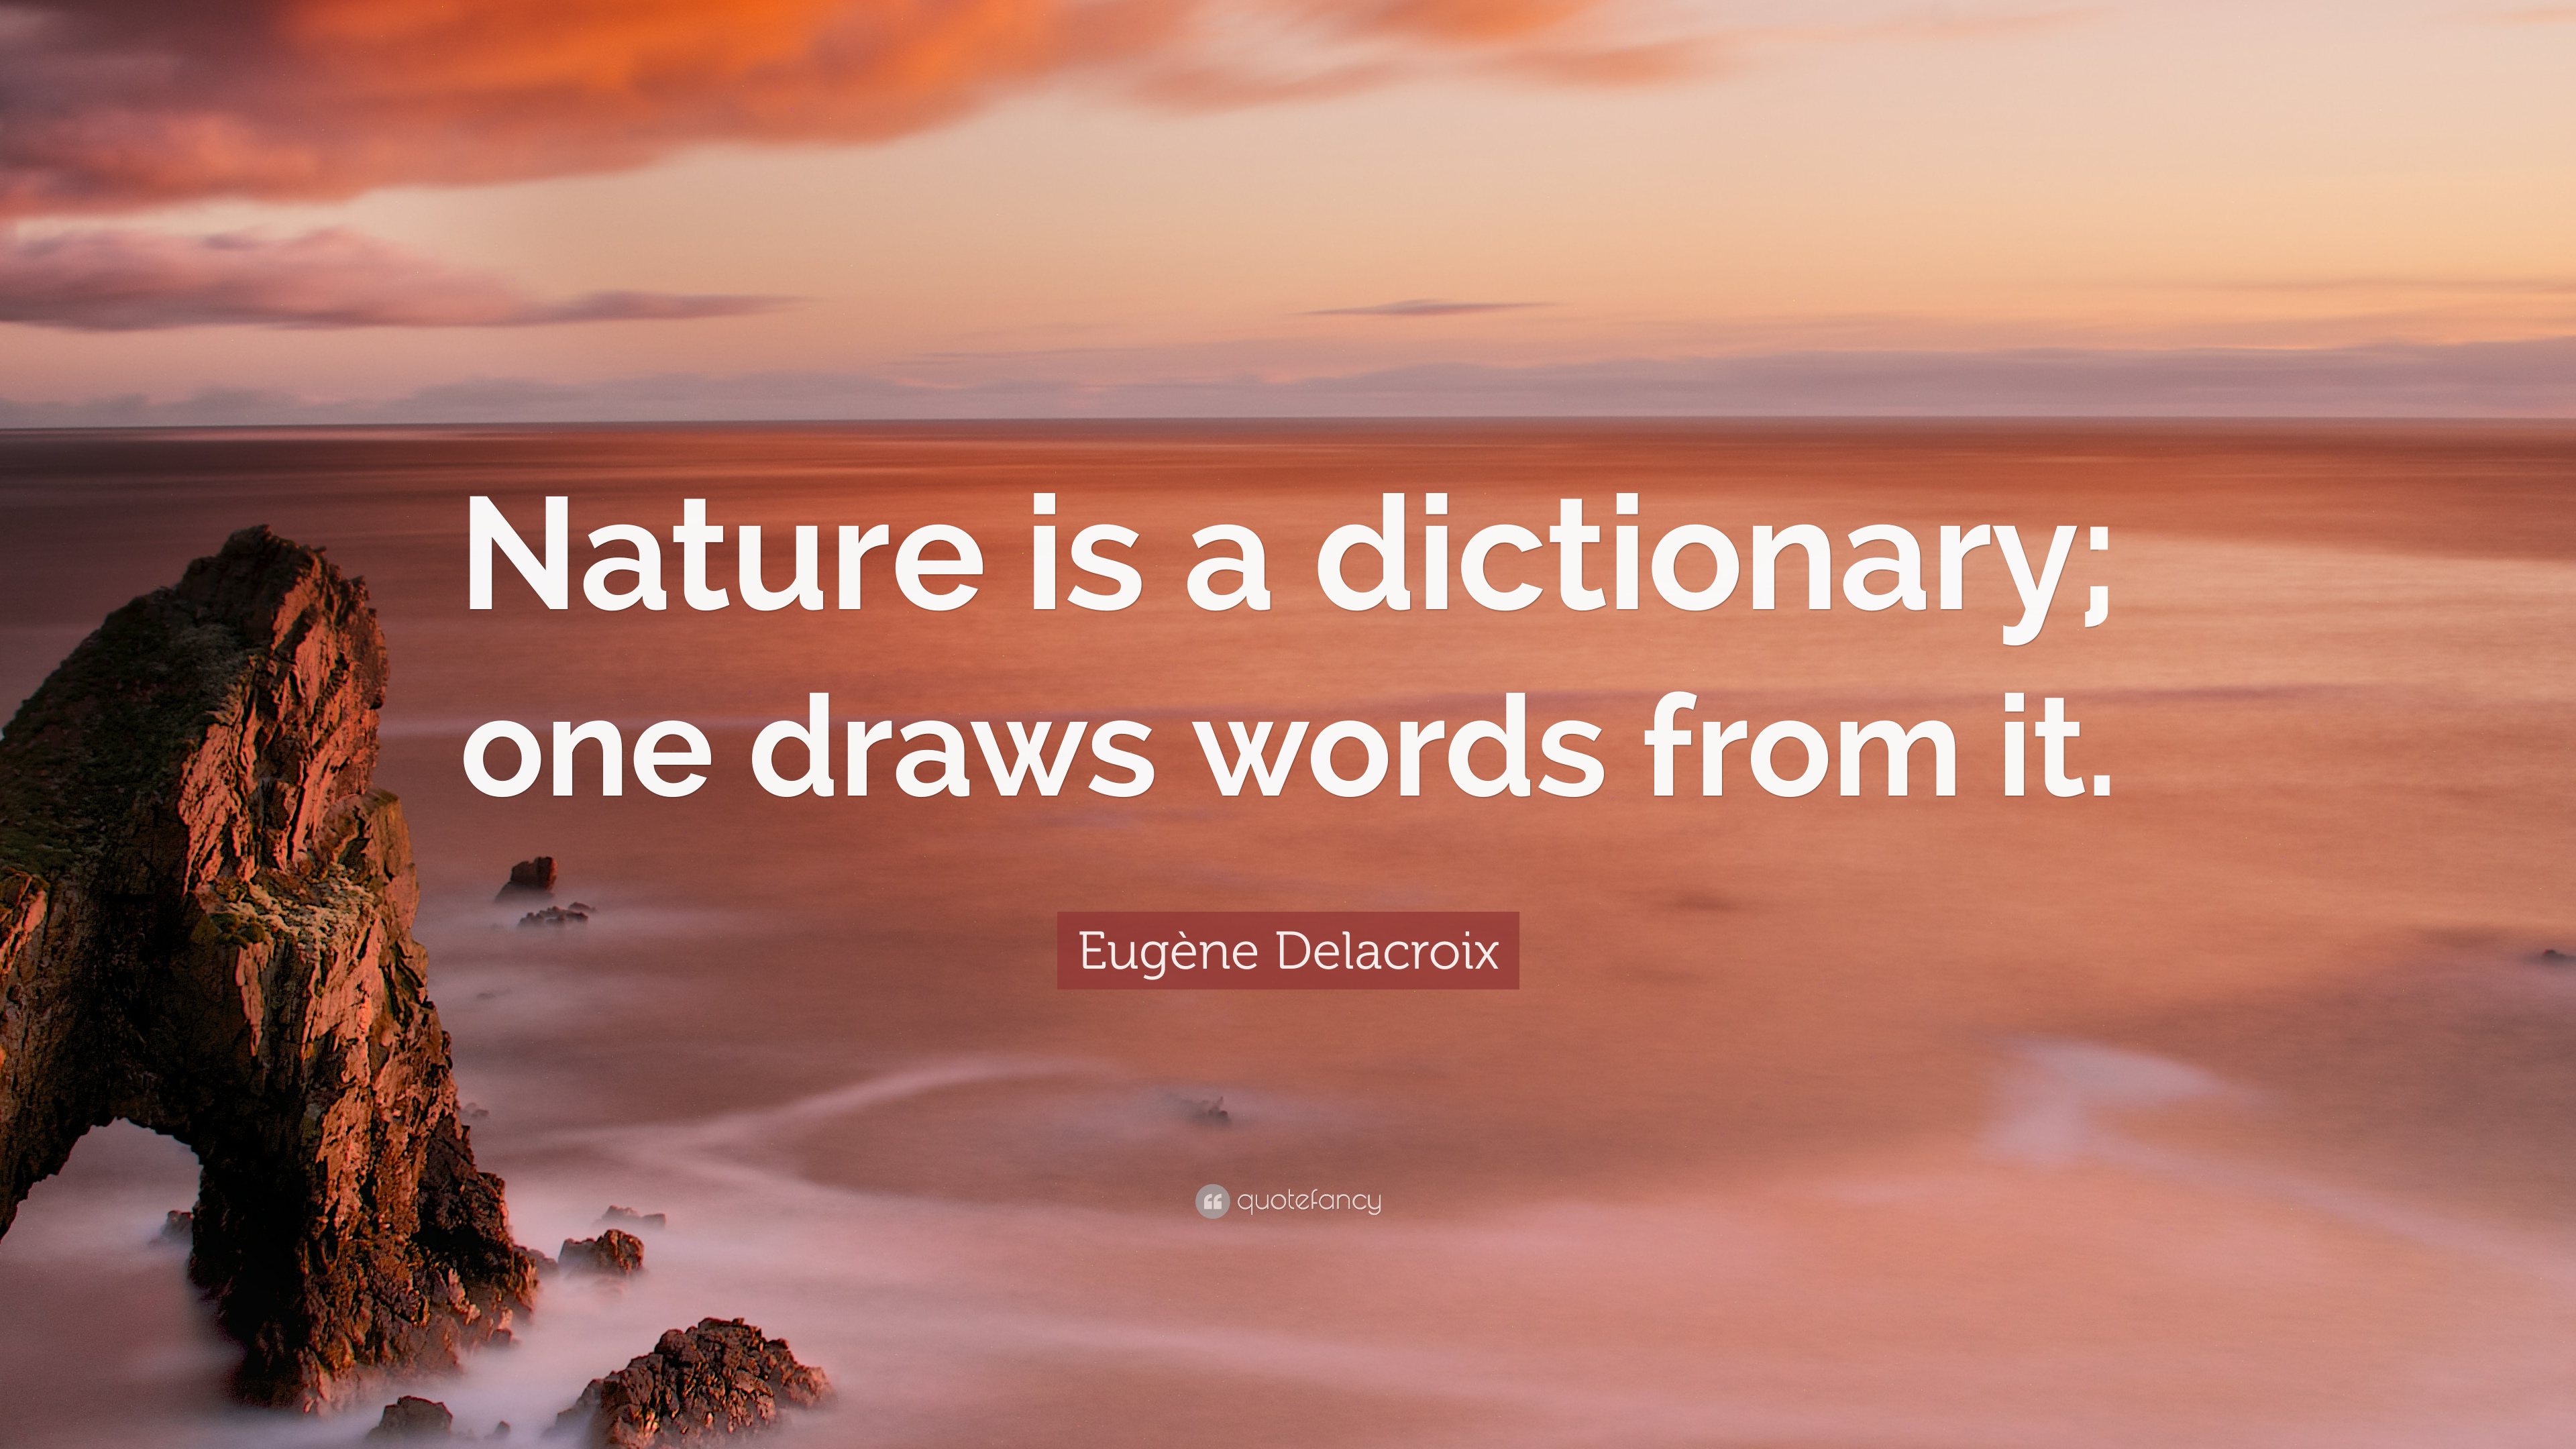 Nature is a dictionary;
one draws words from it.
Eugène Delacroix
quotefancy